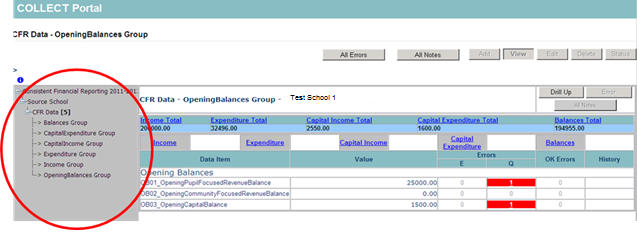 COLLECT Portal
CFR Data - OpeningBalances Group
All Errors All Notes Add View Edit Delete Status
>
Consistent Financial Reporting 2011-201
Source School
CFR Data [5]
--> Balances Group
--> CapitalExpenditure Group
--> CapitalIncome Group
--> Expenditure Group
--> Income Group
--> OpeningBalances Group
CFR Data - OpeningBalances Group - Test School 1
Drill Up Error
All Notes
Income Total Expenditure Total Capital Income Total Capital Expenditure Total Balances Total
200000.00 32496.00 2550.00 1600.00 194955.00
Income Expenditure Capital Income Capital Expenditure Balances
Data Item Value Errors OK Errors History
E Q
Opening Balances
OB01_OpeningPupilFocusedRevenueBalance 25000.00 0 1 0
OB02_OpeningCommunityFocusedRevenueBalance 0.00 0 0 0
OB03_OpeningCapitalBalance 1500.00 0 1 0